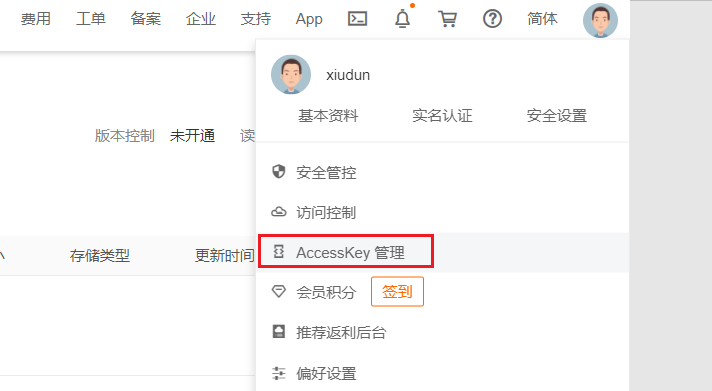 费用 工单 备案 企业 支持 App 简体
xiudun
基本资料 实名认证 安全设置
版本控制 未开通 读
安全管控
访问控制
存储类型 更新时间 AccessKey 管理
会员积分 签到
推荐返利后台
偏好设置